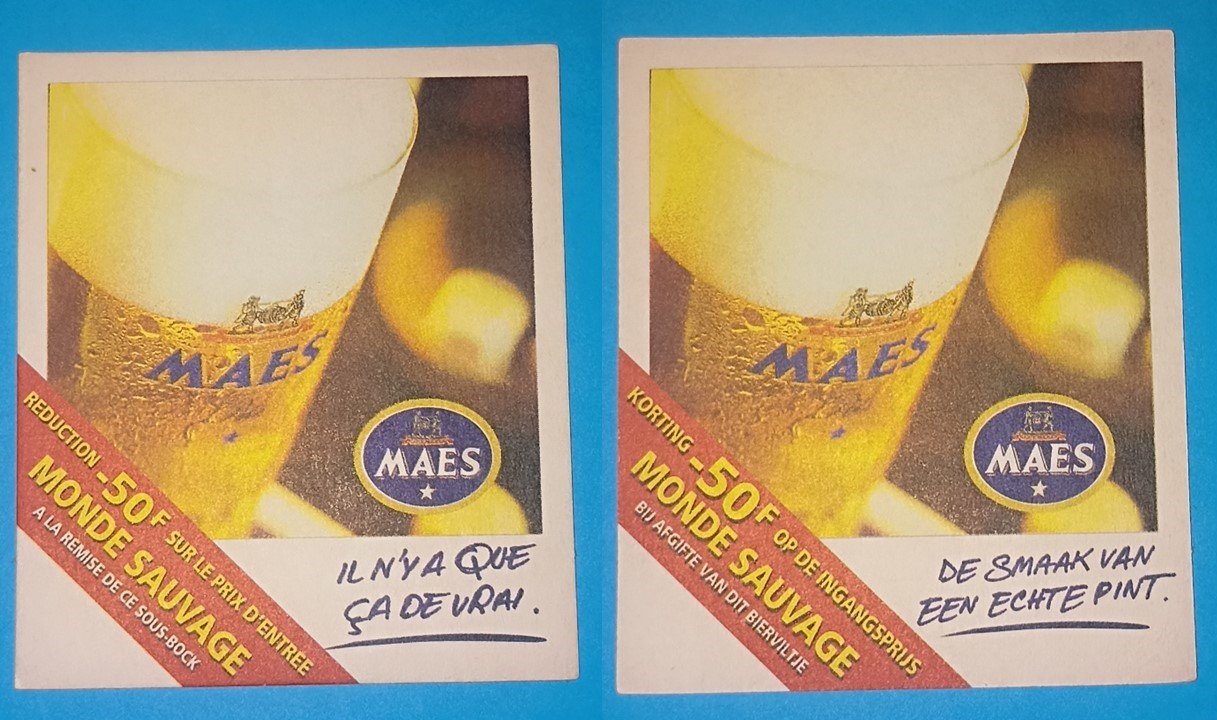 MAES
MAES
REDUCTION -50F SUR LE PRIX D'ENTREE
MONDE SAUVAGE
A LA REMISE DE CE SOUS-BOCK
IL N'Y A QUE
ÇA DE VRAI.
MAES
MAES
KORTING -50F OP DE INGANGSPRIJS
MONDE SAUVAGE
BIJ AFGIFTE VAN DIT BIERVILTJE
DE SMAAK VAN
EEN ECHTE PINT.